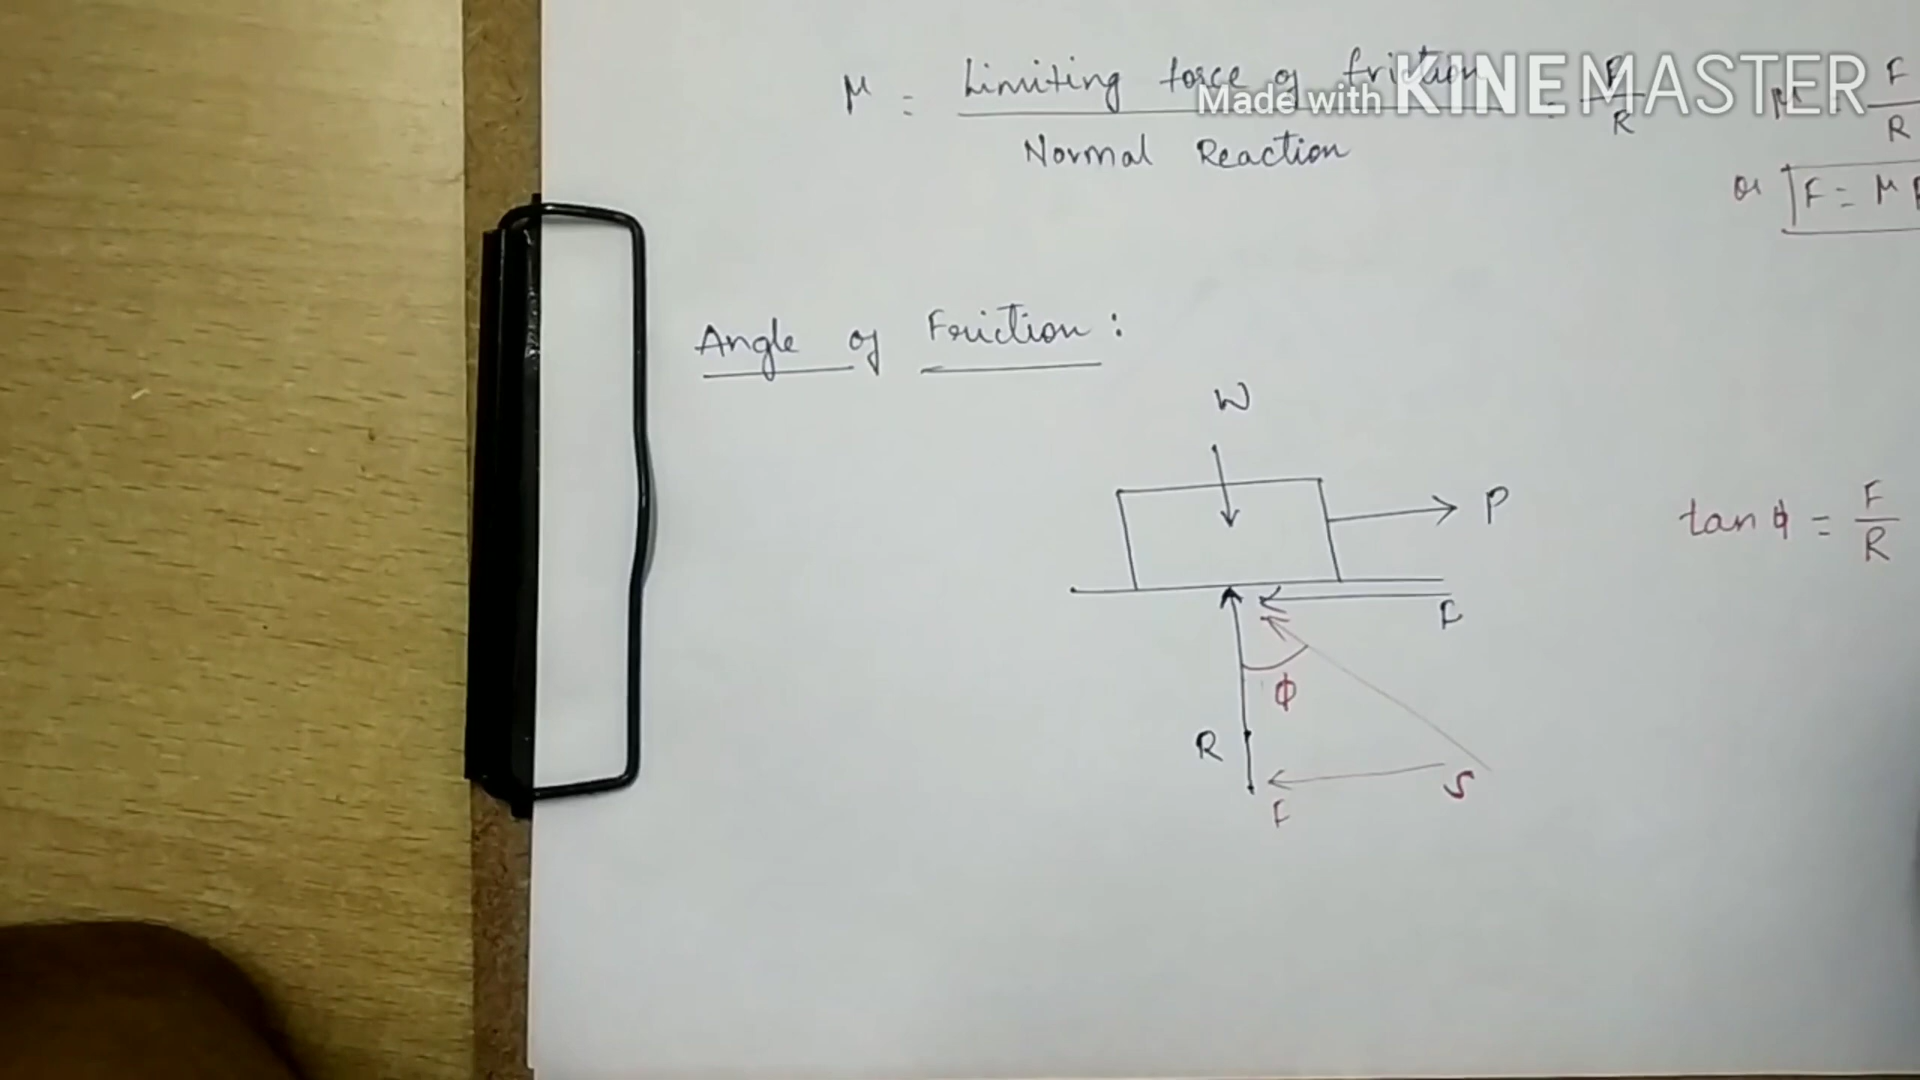 μ = Limiting force of friction = F/R μ = F/R
Normal Reaction
or F = μ
Made with KINEMASTER
Angle of Friction :
W
P
tan ϕ = F/R
F
ϕ
R
S
F